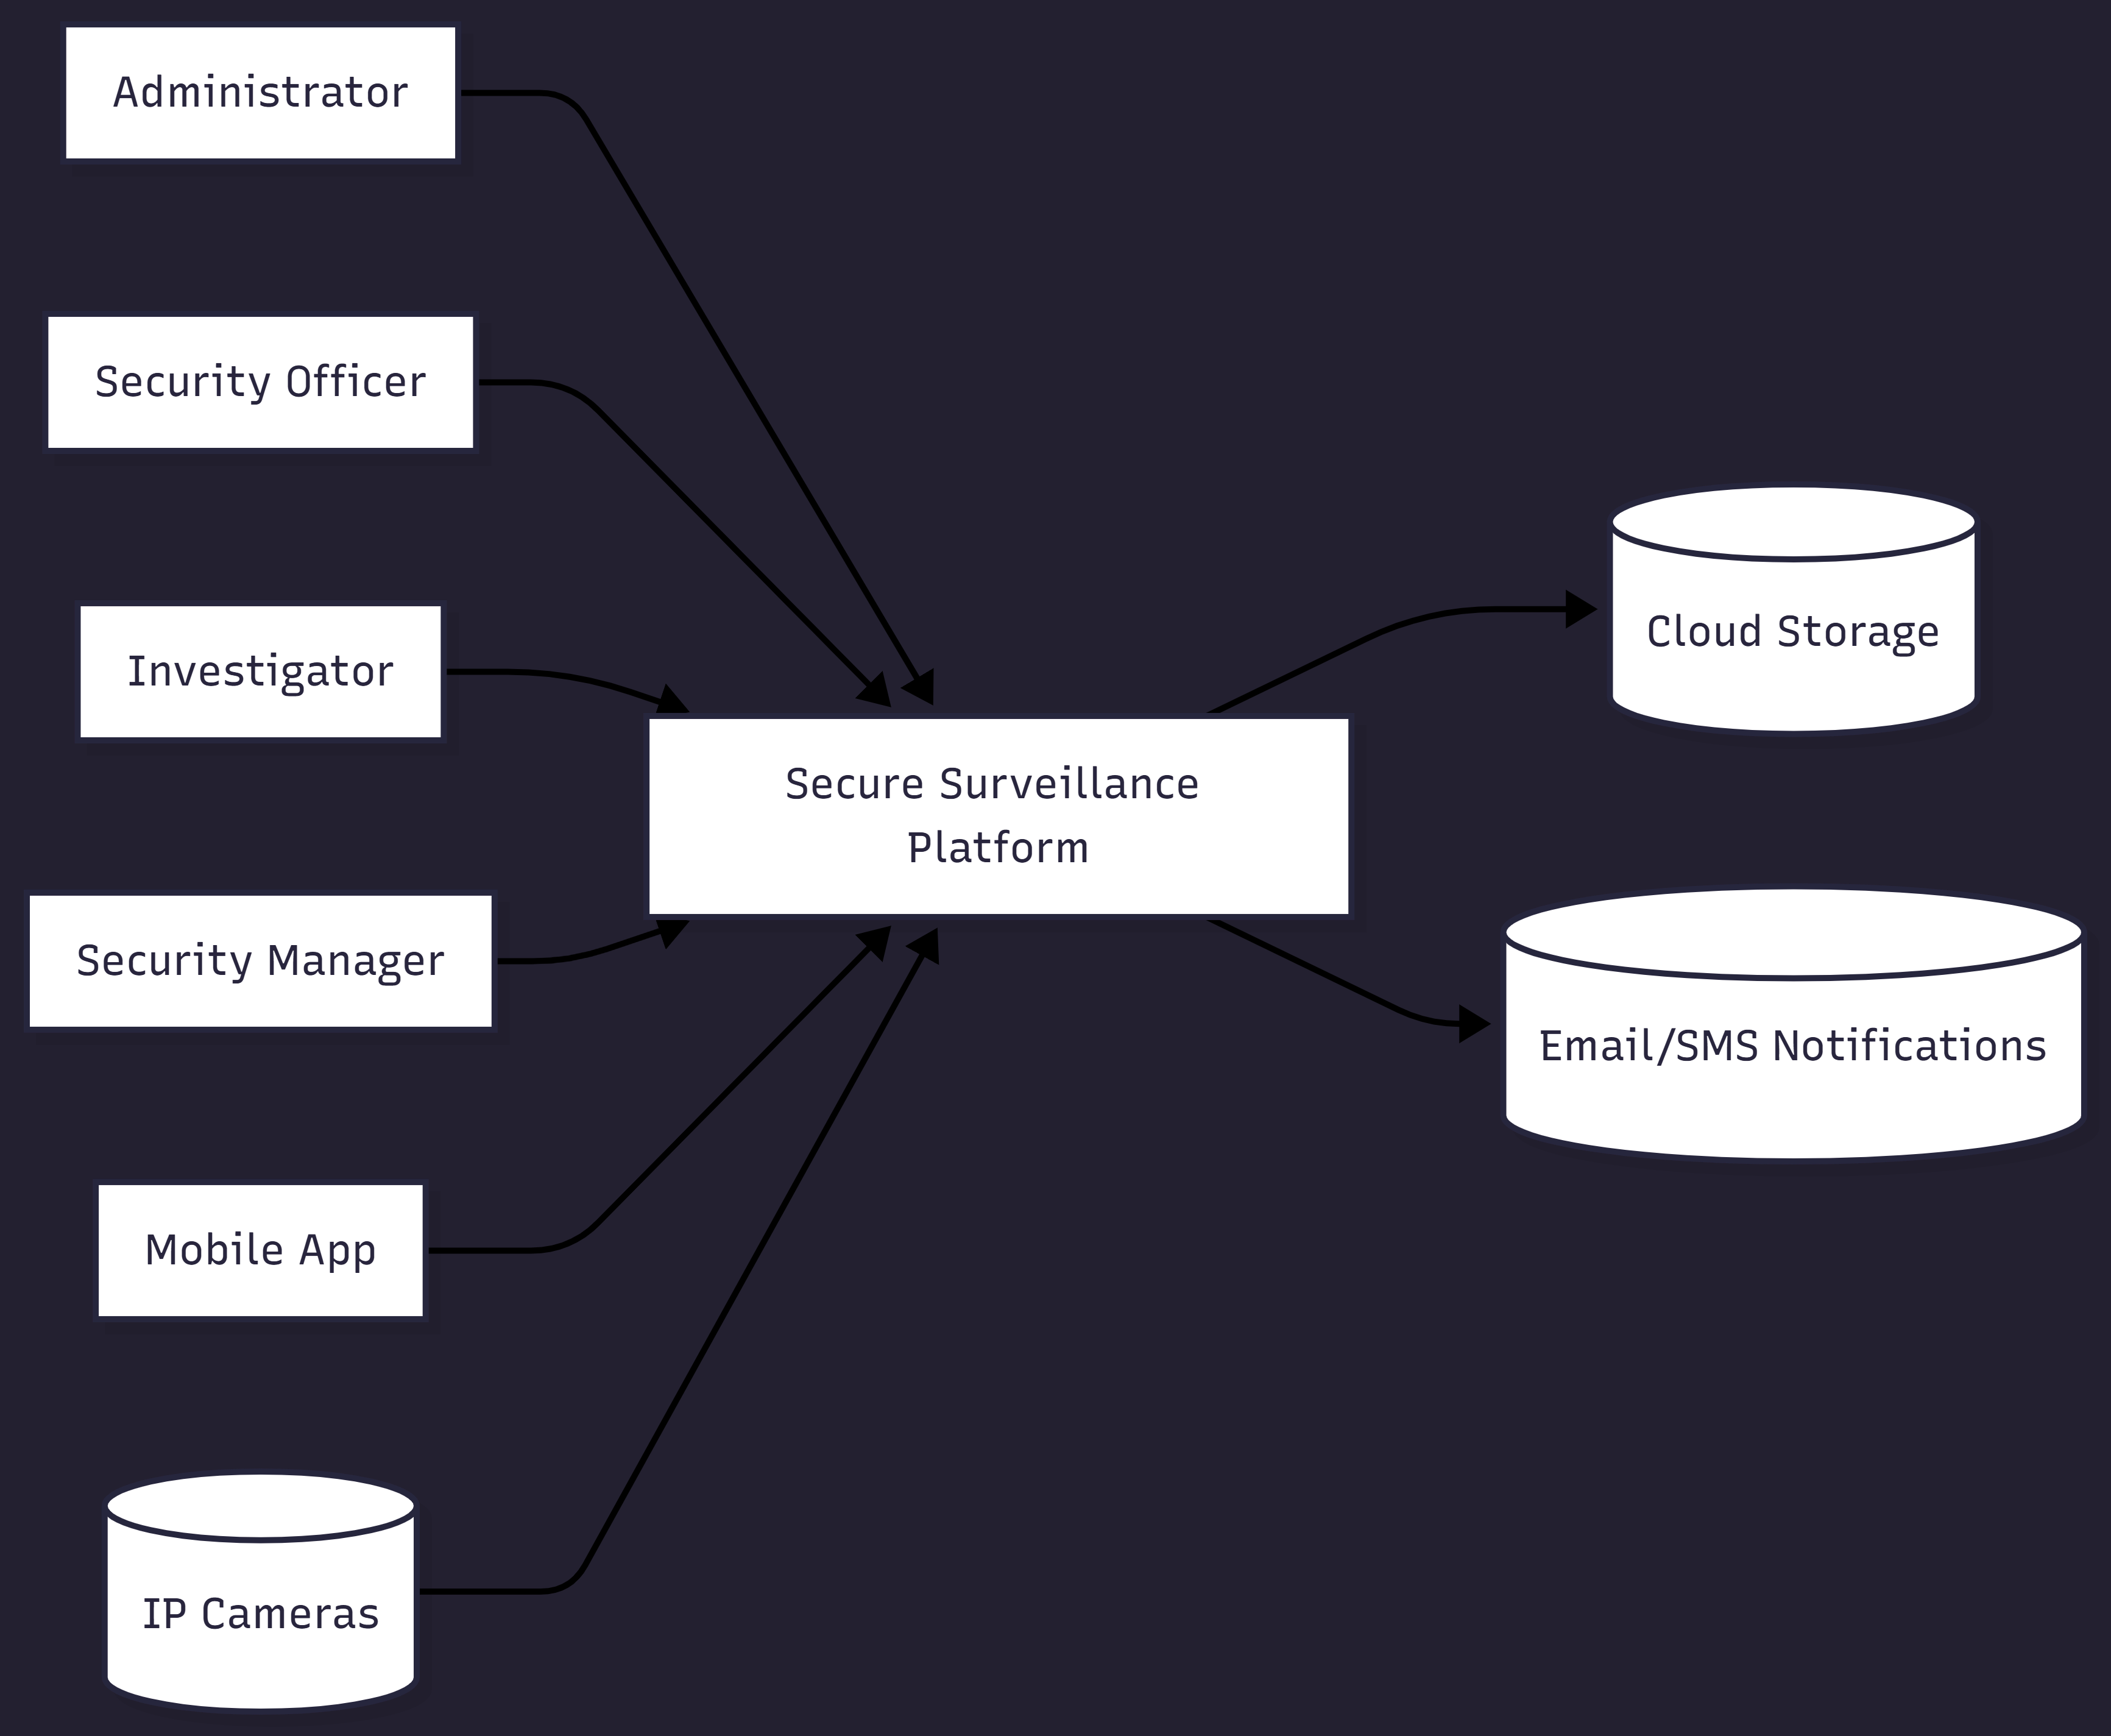 Administrator
Security Officer
Investigator
Security Manager
Mobile App
IP Cameras
Secure Surveillance
Platform
Cloud Storage
Email/SMS Notifications